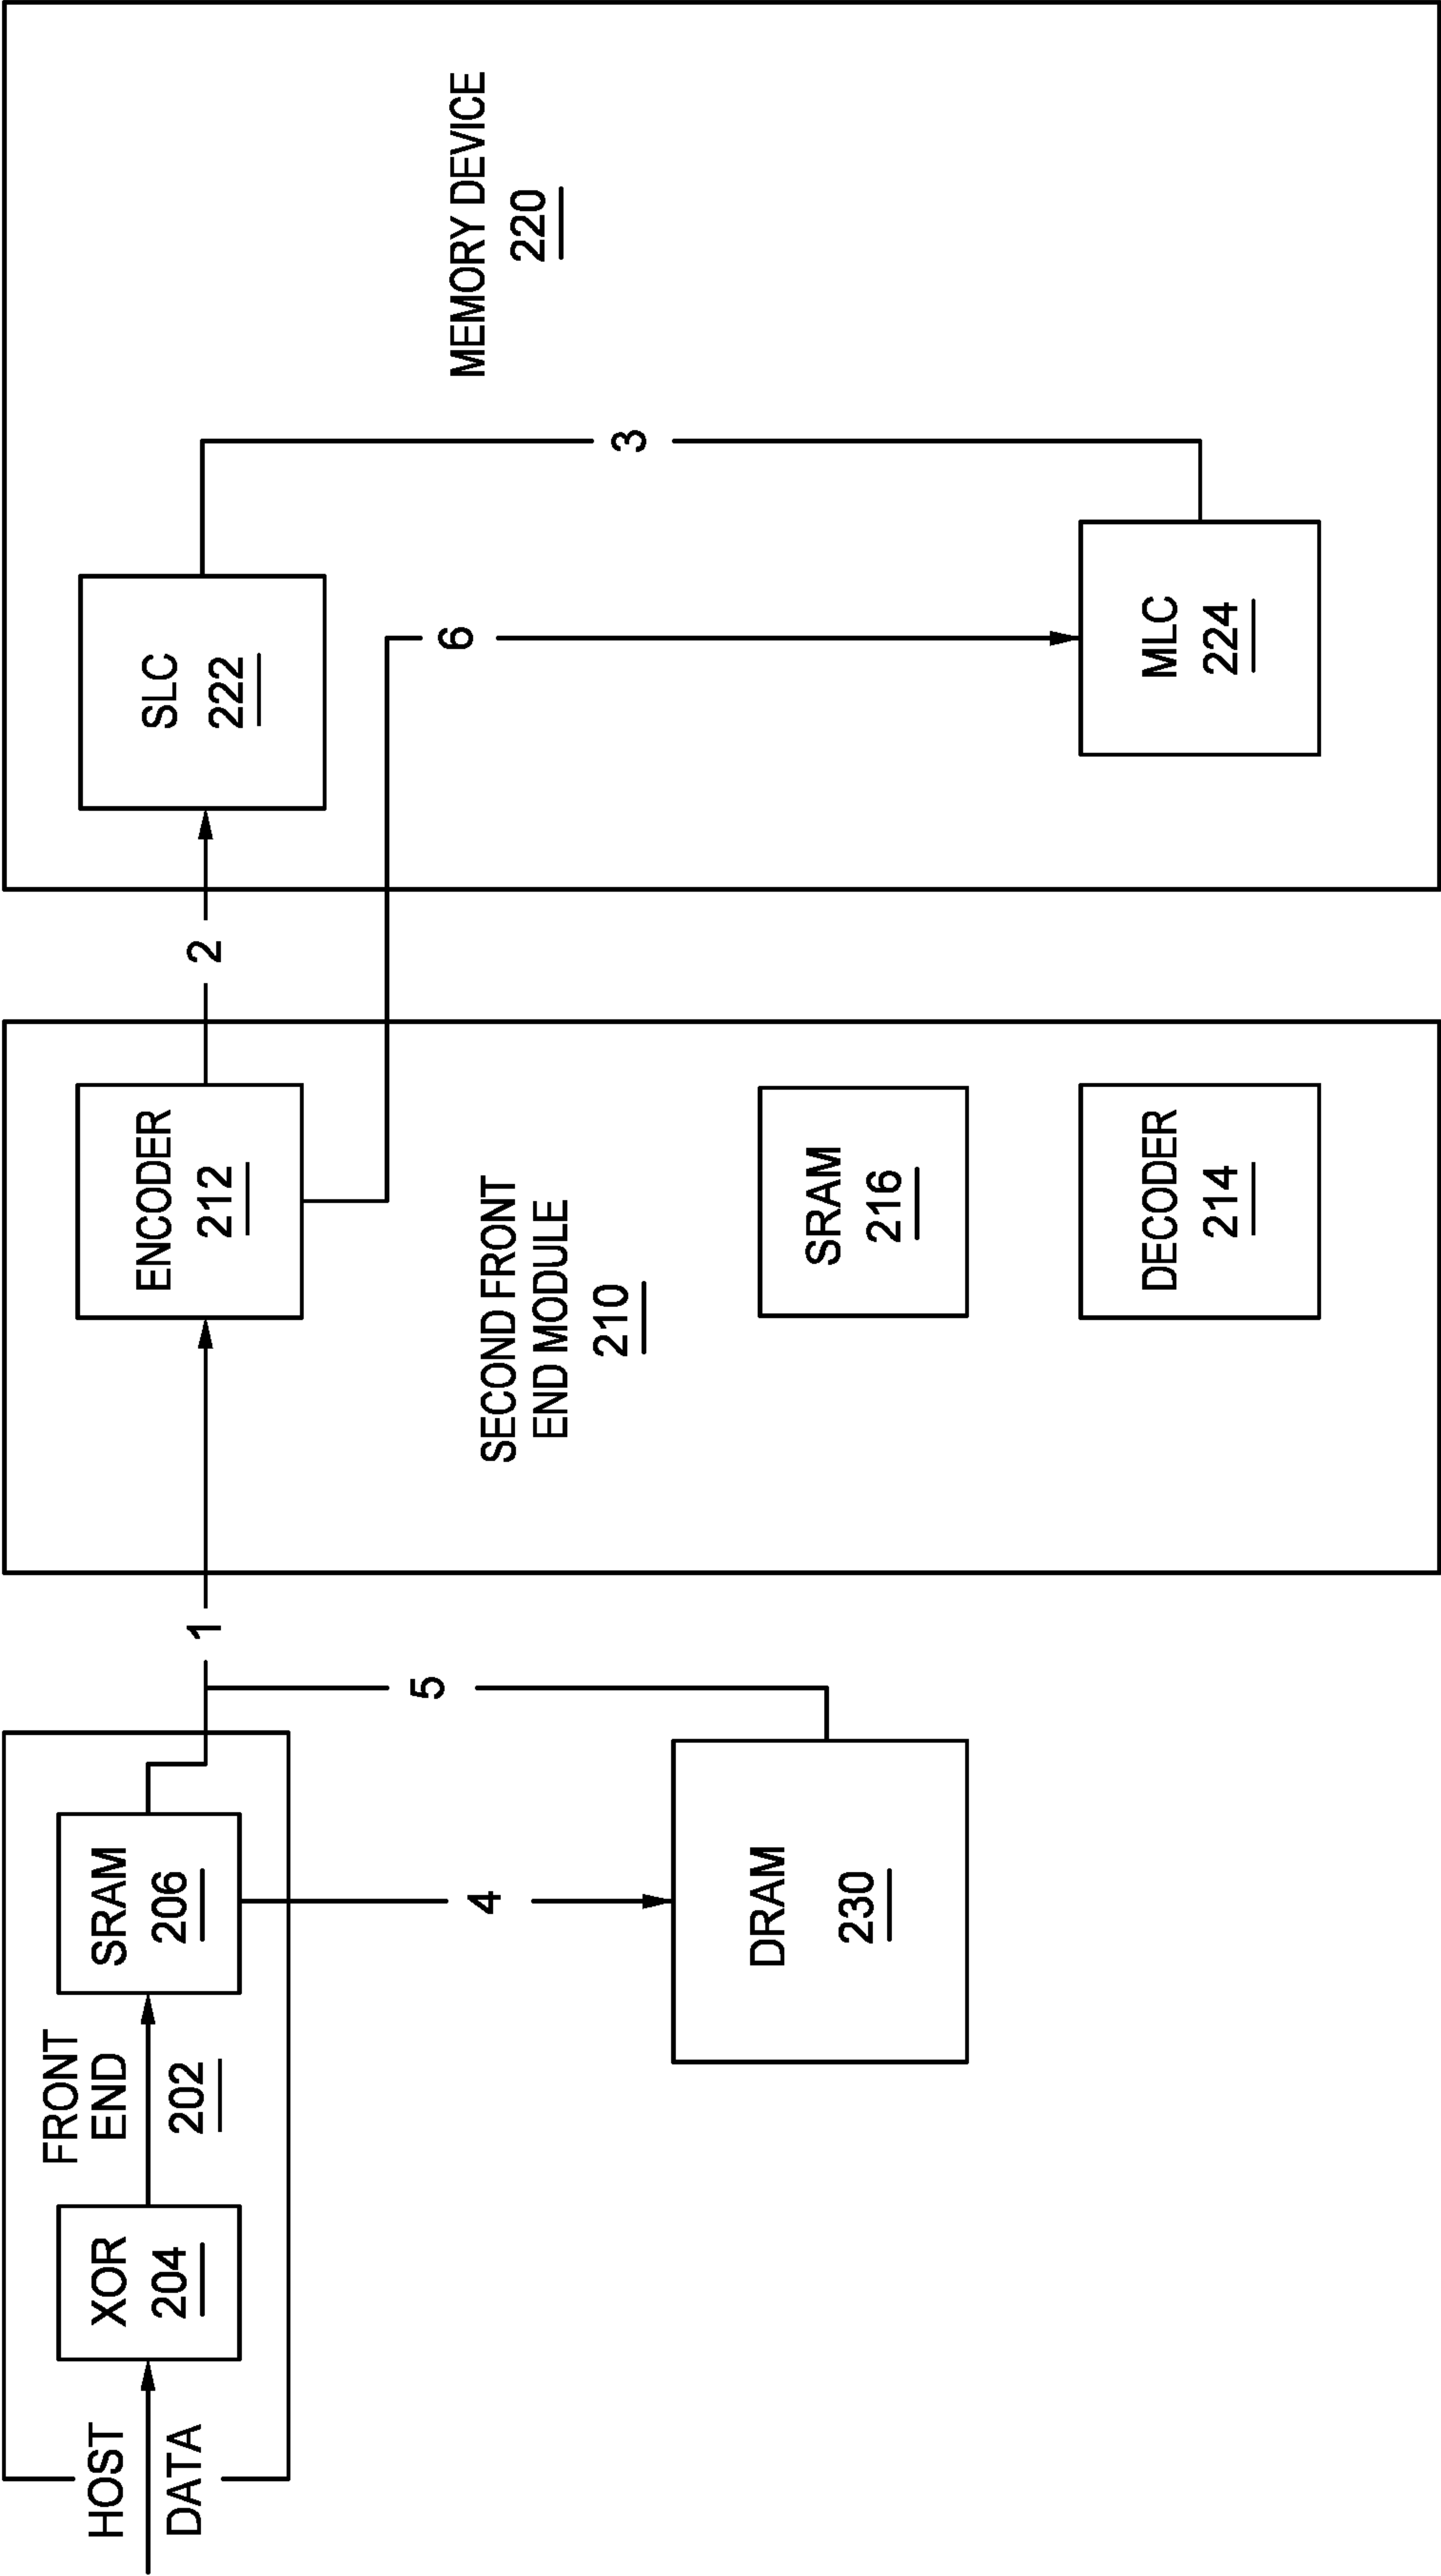 HOST
DATA
XOR
204
FRONT
END
202
SRAM
206
4
DRAM
230
5
1
ENCODER
212
SECOND FRONT
END MODULE
210
SRAM
216
DECODER
214
2
6
SLC
222
3
MLC
224
MEMORY DEVICE
220